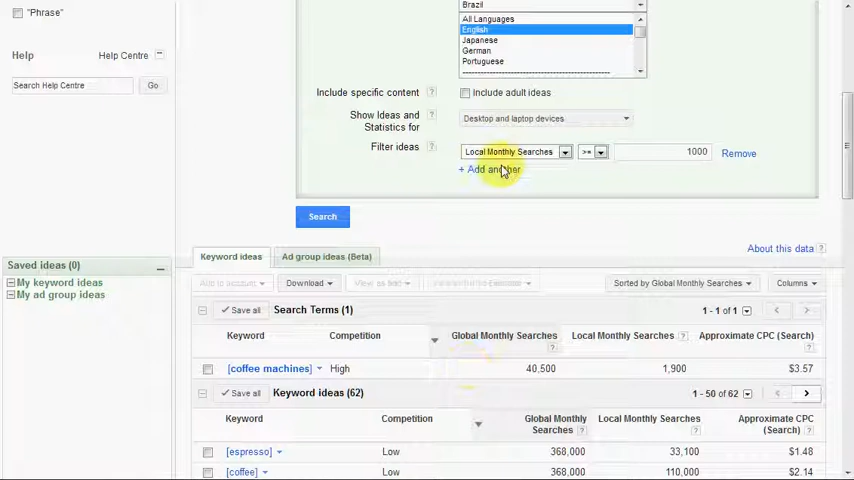 "Phrase"
Help
Help Centre
Search Help Centre
Go
Brazil
All Languages
English
Japanese
German
Portuguese
Include specific content ?
Include adult ideas
Show Ideas and Statistics for ?
Desktop and laptop devices
Filter ideas ?
Local Monthly Searches
>=
1000
Remove
+ Add another
Search
About this data ?
Saved ideas (0)
My keyword ideas
My ad group ideas
Keyword ideas
Ad group ideas (Beta)
Add to account
Download
View as text
Sorted by Global Monthly Searches
Columns
Save all
Search Terms (1)
1 - 1 of 1
Keyword
Competition
Global Monthly Searches ?
Local Monthly Searches ?
Approximate CPC (Search) ?
[coffee machines]
High
40,500
1,900
$3.57
Save all
Keyword ideas (62)
1 - 50 of 62
Keyword
Competition
Global Monthly Searches ?
Local Monthly Searches ?
Approximate CPC (Search) ?
[espresso]
Low
368,000
33,100
$1.48
[coffee]
Low
368,000
110,000
$2.14